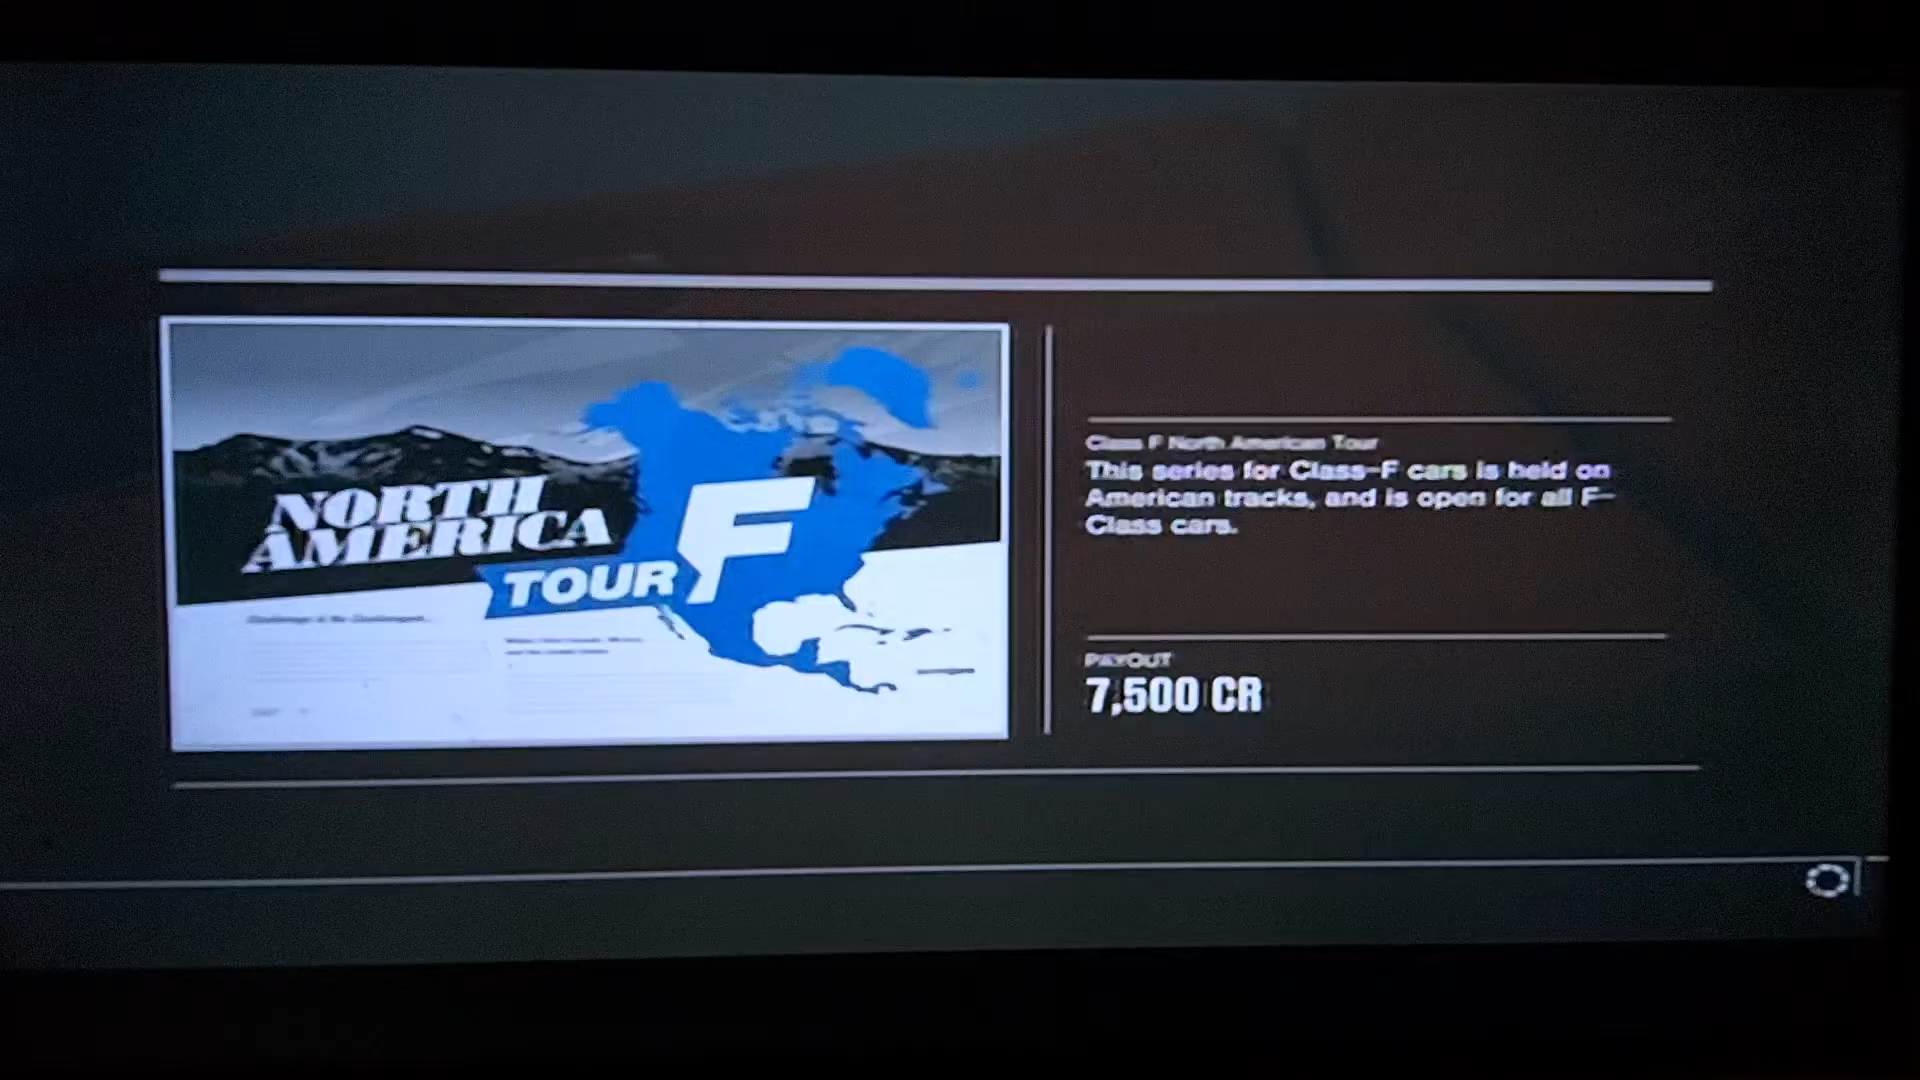 NORTH
AMERICA
TOUR
F
Class F North American Tour
This series for Class-F cars is held on
American tracks, and is open for all F-
Class cars.
PAYOUT
7,500 CR